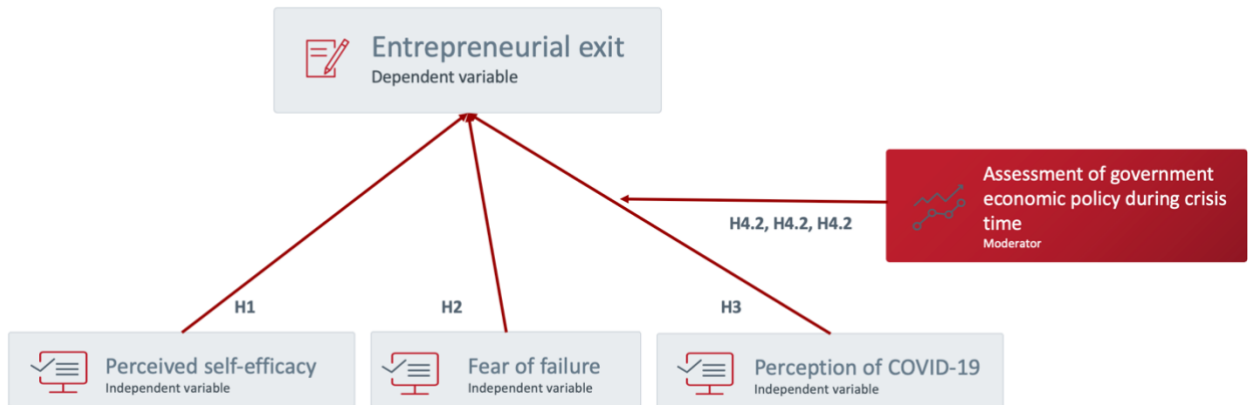 Entrepreneurial exit
Dependent variable
Assessment of government
economic policy during crisis
time
Moderator
H4.2, H4.2, H4.2
H1
H2
H3
Perceived self-efficacy
Independent variable
Fear of failure
Independent variable
Perception of COVID-19
Independent variable